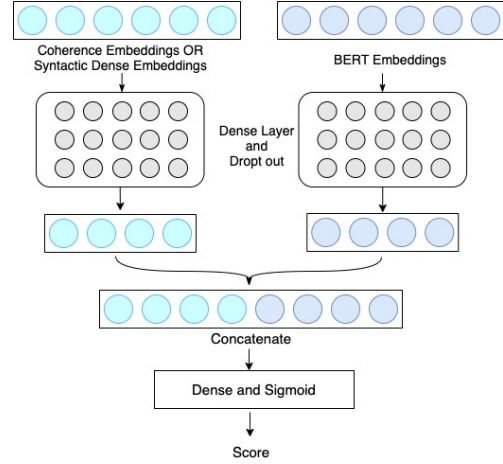 Coherence Embeddings OR
Syntactic Dense Embeddings
BERT Embeddings
Dense Layer
and
Dropt out
Concatenate
Dense and Sigmoid
Score